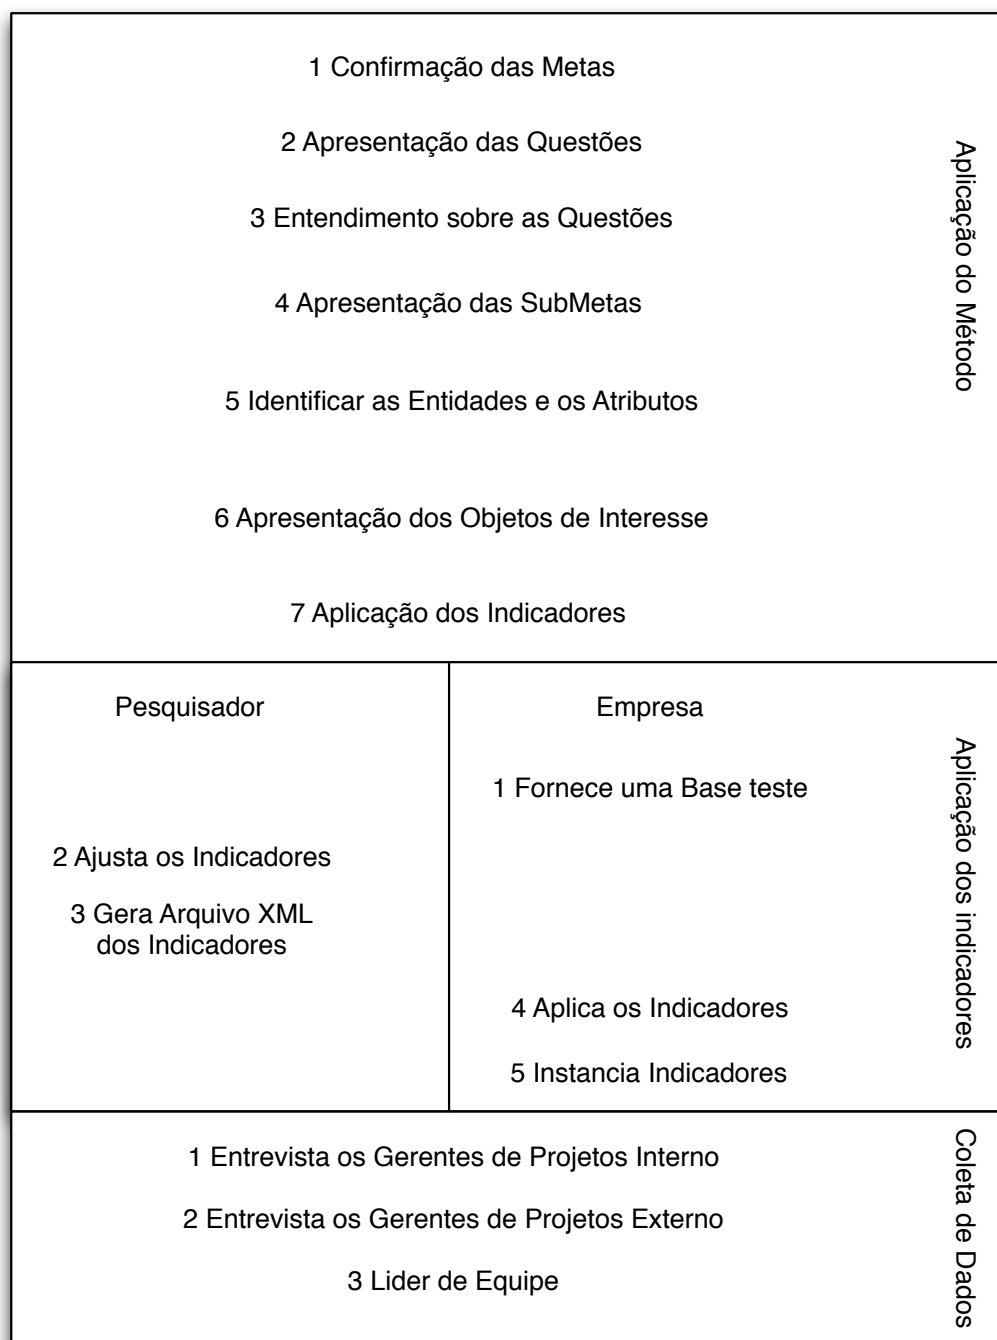 1 Confirmação das Metas
2 Apresentação das Questões
3 Entendimento sobre as Questões
4 Apresentação das SubMetas
5 Identificar as Entidades e os Atributos
6 Apresentação dos Objetos de Interesse
7 Aplicação dos Indicadores
Aplicação do Método
Pesquisador
Empresa
1 Fornece uma Base teste
2 Ajusta os Indicadores
3 Gera Arquivo XML
dos Indicadores
4 Aplica os Indicadores
5 Instancia Indicadores
Aplicação dos indicadores
1 Entrevista os Gerentes de Projetos Interno
2 Entrevista os Gerentes de Projetos Externo
3 Lider de Equipe
Coleta de Dados